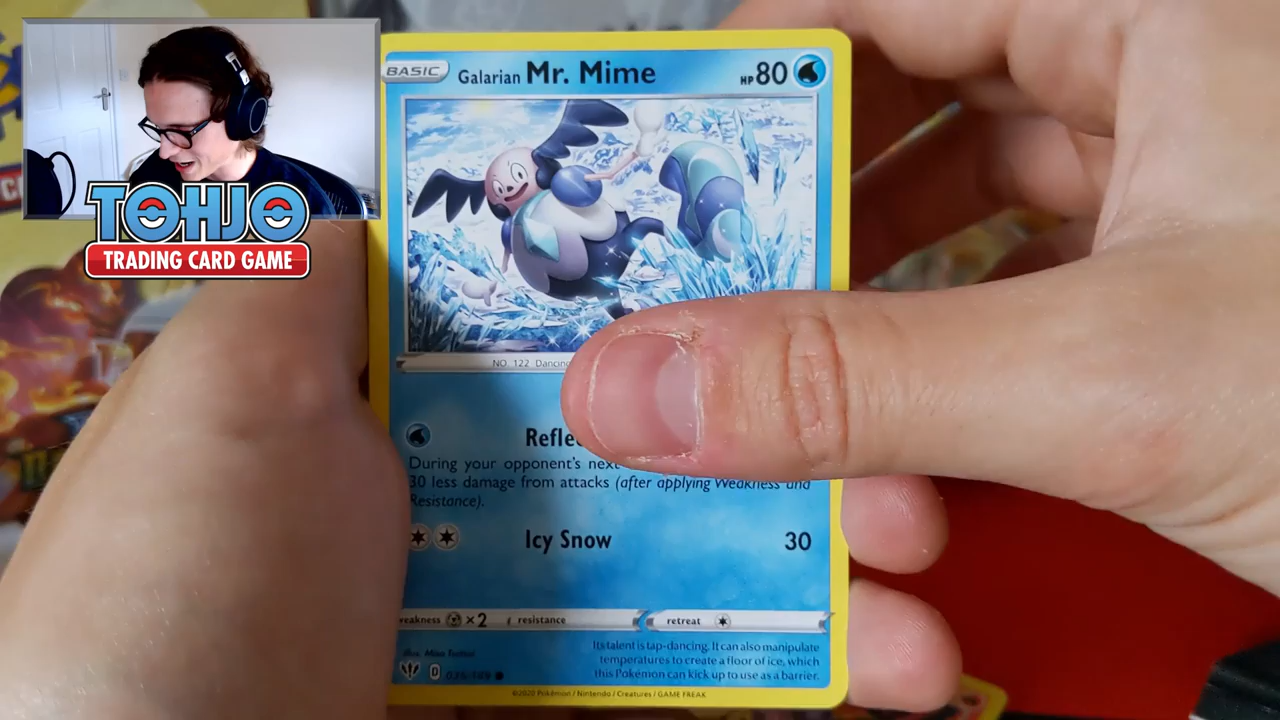 BASIC Galarian Mr. Mime HP 80
TOHJO
TRADING CARD GAME
NO. 122 Dancing
During your opponent's next
30 less damage from attacks (after applying Weakness and
Resistance).
Icy Snow 30
weakness ×2 resistance retreat
Its talent is tap-dancing. It can also manipulate
temperatures to create a floor of ice, which
this Pokémon can kick up to use as a barrier.
D
©2020 Pokémon / Nintendo / Creatures / GAME FREAK